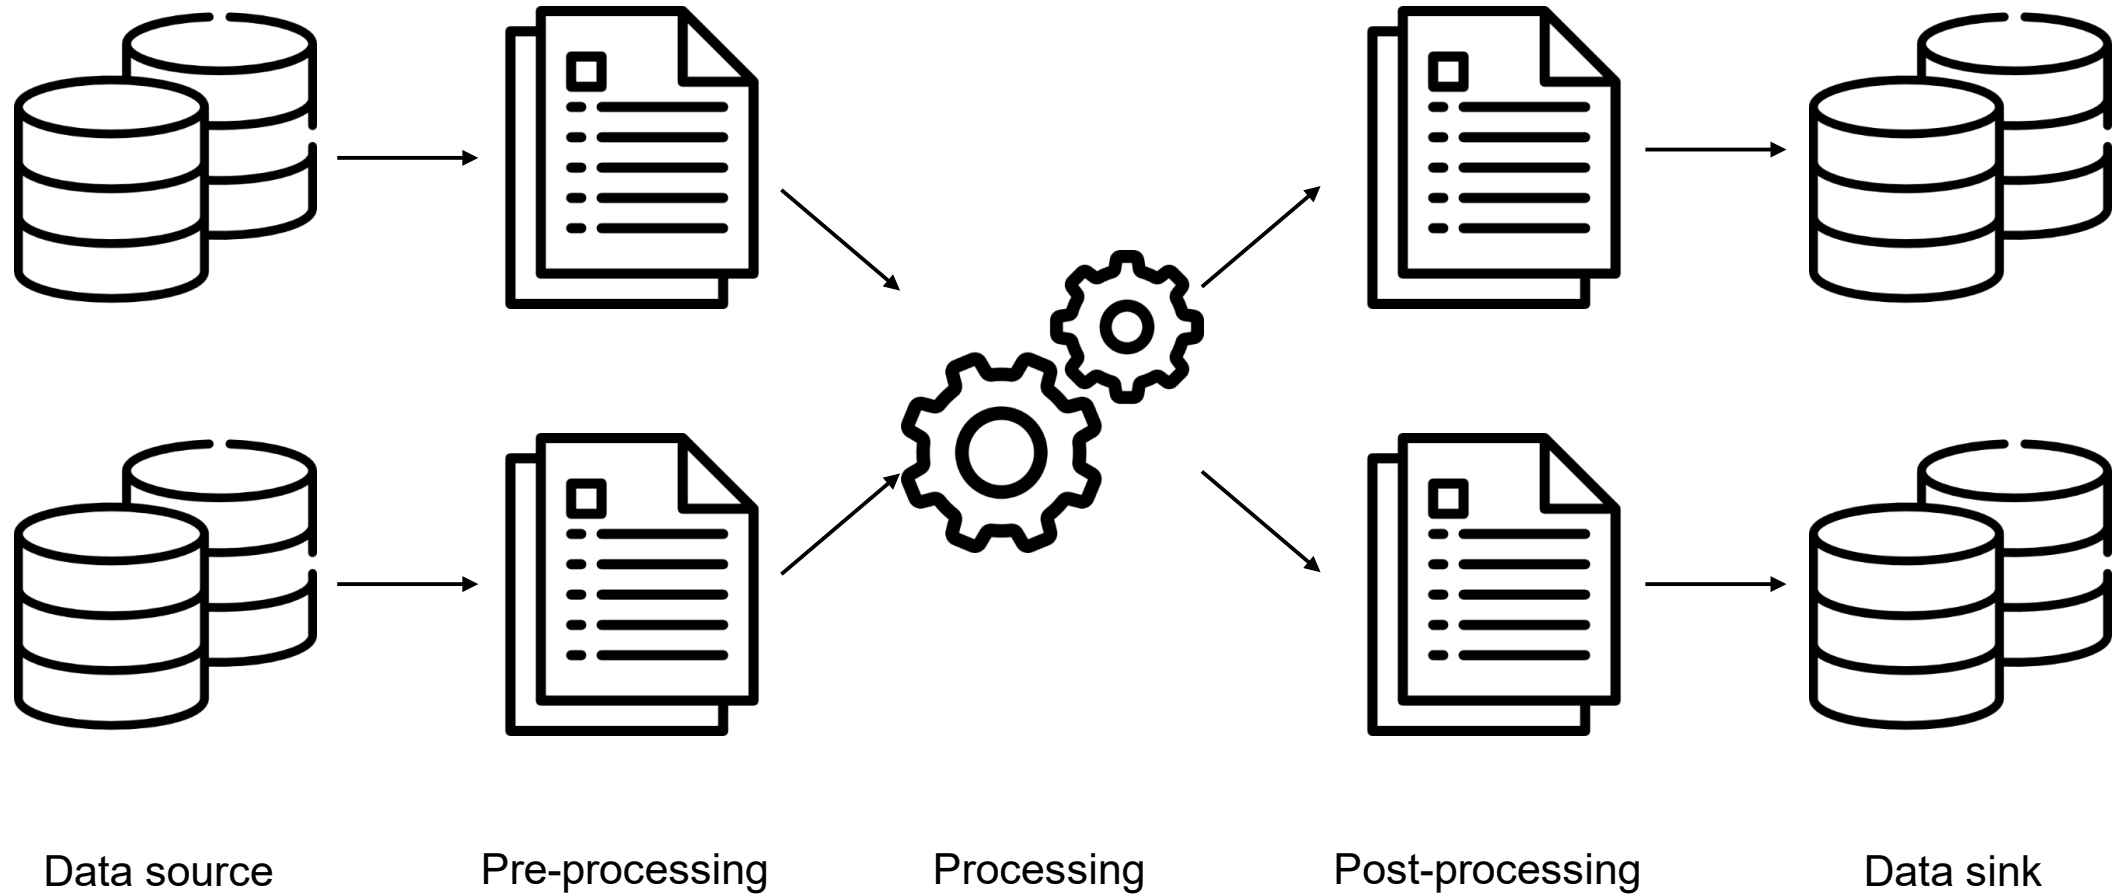 Data source
Pre-processing
Processing
Post-processing
Data sink